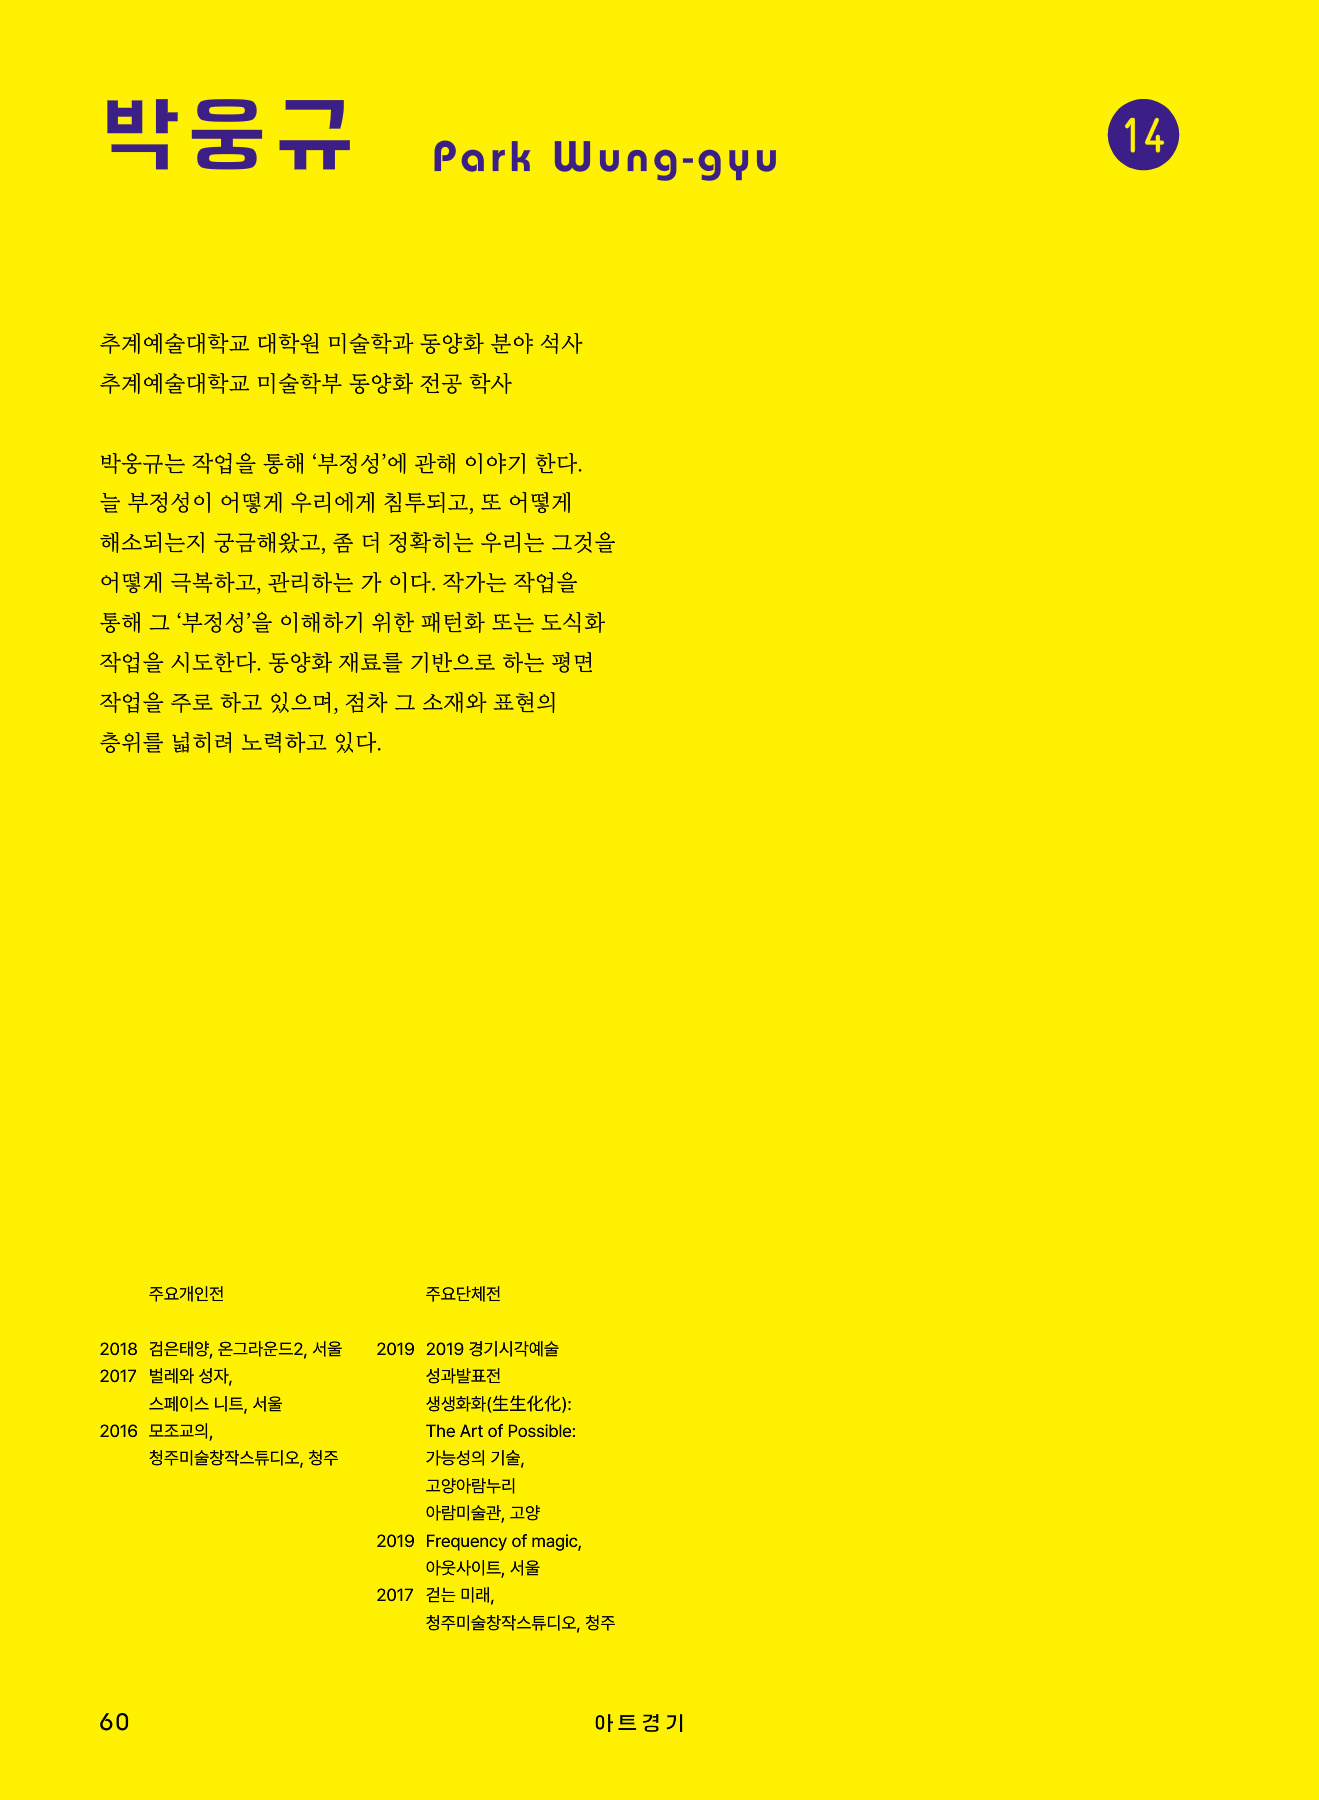 박웅규 Park Wung-gyu 14
추계예술대학교 대학원 미술학과 동양화 분야 석사
추계예술대학교 미술학부 동양화 전공 학사
박웅규는 작업을 통해 ‘부정성’에 관해 이야기 한다.
늘 부정성이 어떻게 우리에게 침투되고, 또 어떻게
해소되는지 궁금해왔고, 좀 더 정확히는 우리는 그것을
어떻게 극복하고, 관리하는 가 이다. 작가는 작업을
통해 그 ‘부정성’을 이해하기 위한 패턴화 또는 도식화
작업을 시도한다. 동양화 재료를 기반으로 하는 평면
작업을 주로 하고 있으며, 점차 그 소재와 표현의
층위를 넓히려 노력하고 있다.
주요개인전
2018 검은태양, 온그라운드2, 서울
2017 벌레와 성자,
스페이스 니트, 서울
2016 모조교의,
청주미술창작스튜디오, 청주
주요단체전
2019 2019 경기시각예술
성과발표전
생생화화(生生化化):
The Art of Possible:
가능성의 기술,
고양아람누리
아람미술관, 고양
2019 Frequency of magic,
아웃사이트, 서울
2017 걷는 미래,
청주미술창작스튜디오, 청주
60
아트경기